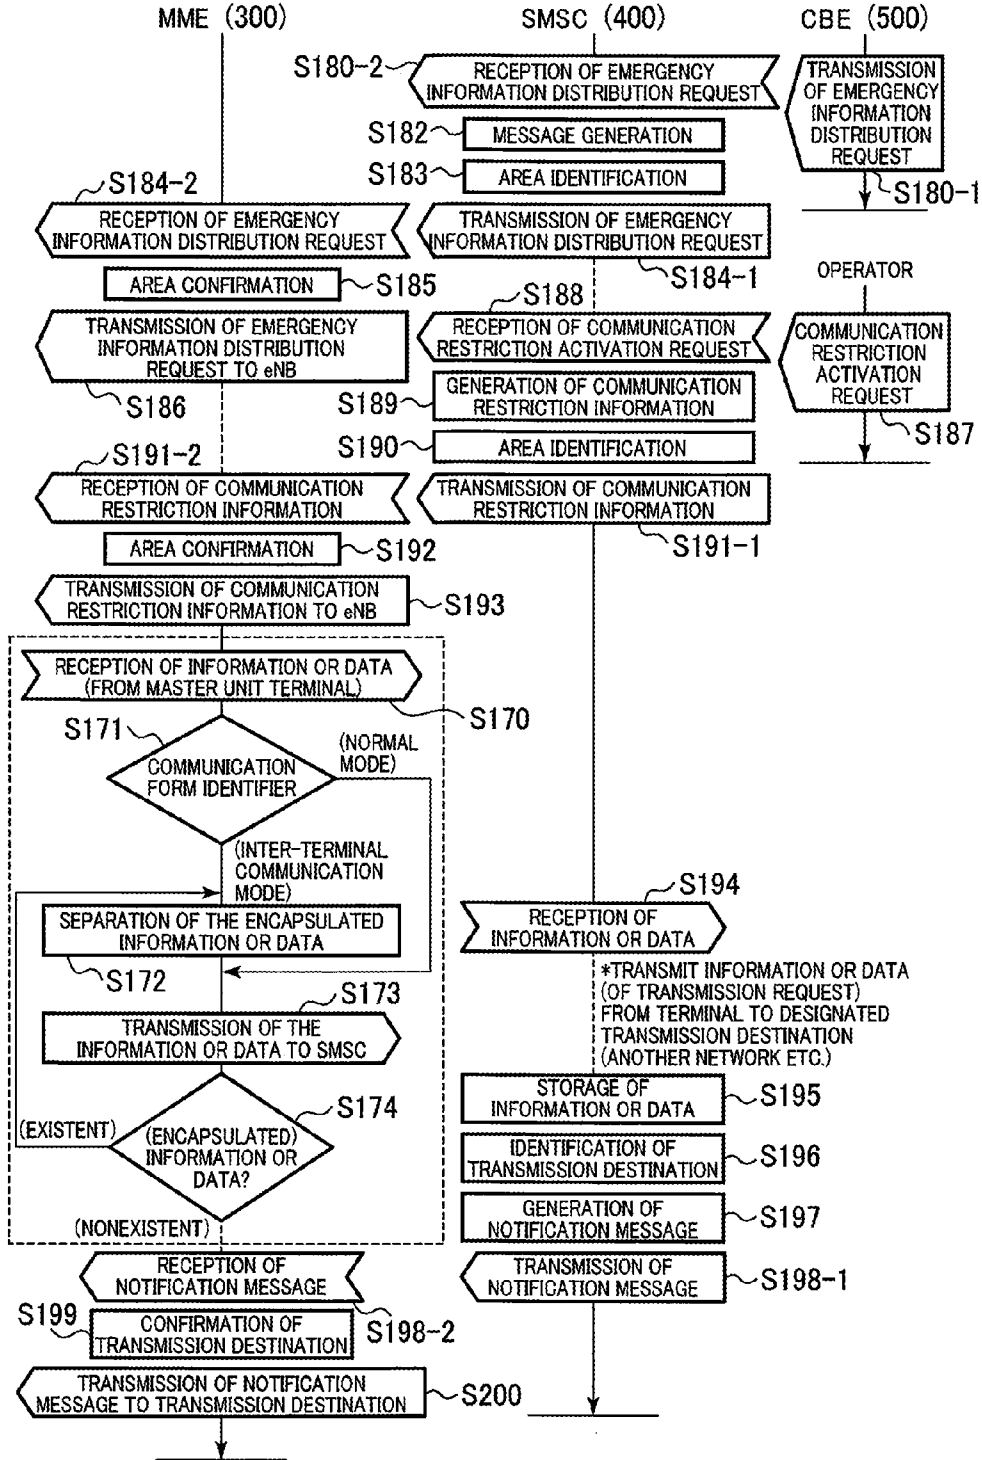 MME (300)
SMSC (400)
CBE (500)
S180-2
RECEPTION OF EMERGENCY
INFORMATION DISTRIBUTION REQUEST
TRANSMISSION
OF EMERGENCY
INFORMATION
DISTRIBUTION
REQUEST
S180-1
S182
MESSAGE GENERATION
S183
AREA IDENTIFICATION
S184-2
RECEPTION OF EMERGENCY
INFORMATION DISTRIBUTION REQUEST
TRANSMISSION OF EMERGENCY
INFORMATION DISTRIBUTION REQUEST
S184-1
AREA CONFIRMATION
S185
OPERATOR
S188
TRANSMISSION OF EMERGENCY
INFORMATION DISTRIBUTION
REQUEST TO eNB
S186
RECEPTION OF COMMUNICATION
RESTRICTION ACTIVATION REQUEST
COMMUNICATION
RESTRICTION
ACTIVATION
REQUEST
S187
S189
GENERATION OF COMMUNICATION
RESTRICTION INFORMATION
S190
AREA IDENTIFICATION
S191-2
RECEPTION OF COMMUNICATION
RESTRICTION INFORMATION
TRANSMISSION OF COMMUNICATION
RESTRICTION INFORMATION
S191-1
AREA CONFIRMATION
S192
TRANSMISSION OF COMMUNICATION
RESTRICTION INFORMATION TO eNB
S193
RECEPTION OF INFORMATION OR DATA
(FROM MASTER UNIT TERMINAL)
S170
S171
COMMUNICATION
FORM IDENTIFIER
(NORMAL
MODE)
(INTER-TERMINAL
COMMUNICATION
MODE)
SEPARATION OF THE ENCAPSULATED
INFORMATION OR DATA
S172
S173
TRANSMISSION OF THE
INFORMATION OR DATA TO SMSC
S174
(EXISTENT)
(ENCAPSULATED)
INFORMATION OR
DATA?
(NONEXISTENT)
S194
RECEPTION OF
INFORMATION OR DATA
*TRANSMIT INFORMATION OR DATA
(OF TRANSMISSION REQUEST)
FROM TERMINAL TO DESIGNATED
TRANSMISSION DESTINATION
(ANOTHER NETWORK ETC.)
STORAGE OF
INFORMATION OR DATA
S195
IDENTIFICATION OF
TRANSMISSION DESTINATION
S196
GENERATION OF
NOTIFICATION MESSAGE
S197
TRANSMISSION OF
NOTIFICATION MESSAGE
S198-1
RECEPTION OF
NOTIFICATION MESSAGE
S198-2
S199
CONFIRMATION OF
TRANSMISSION DESTINATION
TRANSMISSION OF NOTIFICATION
MESSAGE TO TRANSMISSION DESTINATION
S200